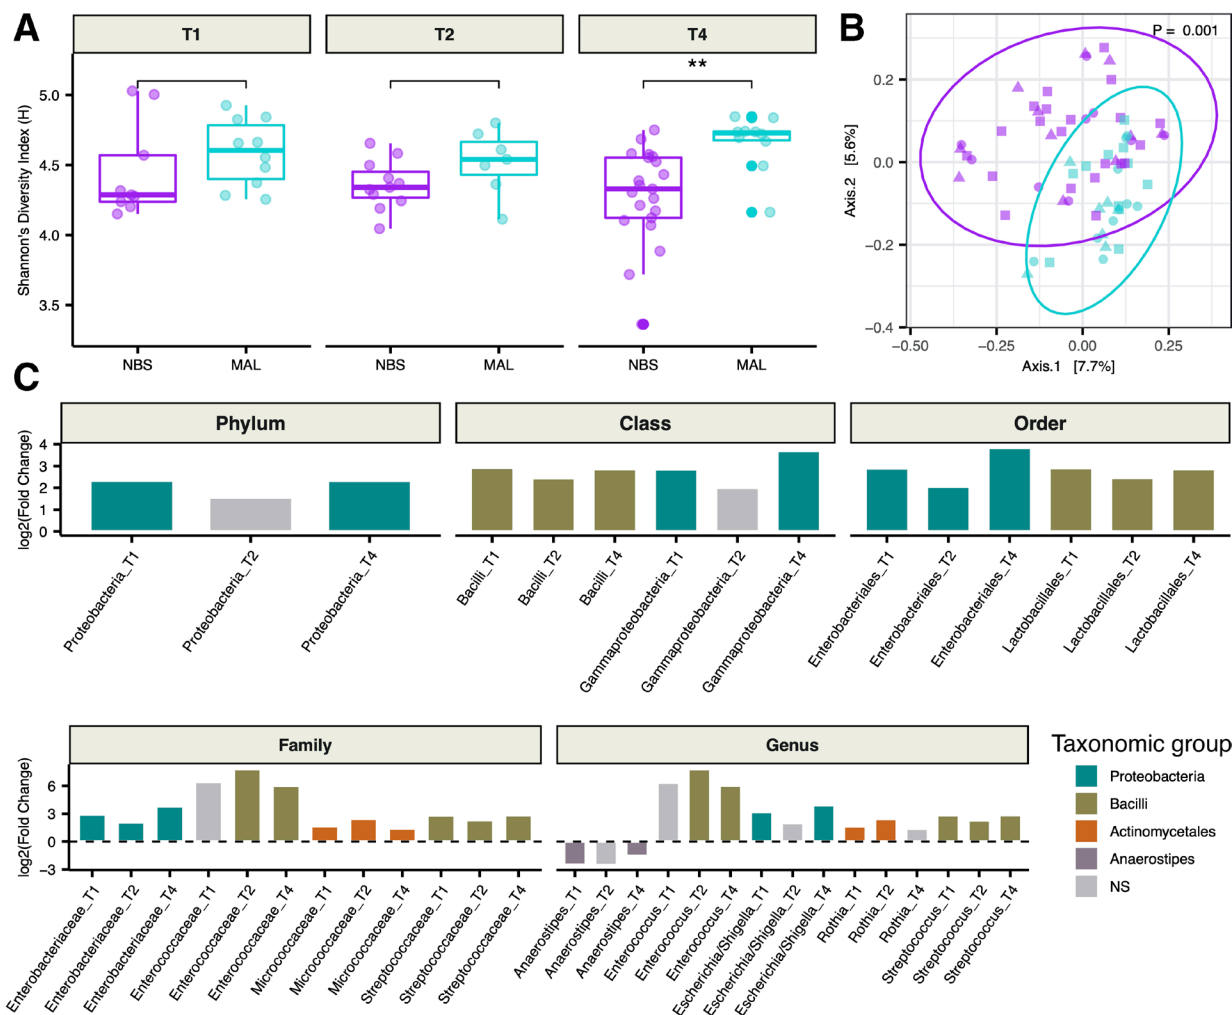 A
T1
T2
T4
**
Shannon's Diversity Index (H)
5.0
4.5
4.0
3.5
NBS
MAL
NBS
MAL
NBS
MAL
B
P = 0.001
Axis.2 [5.6%]
0.2
0.0
−0.2
−0.4
−0.50
−0.25
0.00
0.25
Axis.1 [7.7%]
C
Phylum
Class
Order
log2(Fold Change)
4
3
2
1
0
Proteobacteria_T1
Proteobacteria_T2
Proteobacteria_T4
Bacilli_T1
Bacilli_T2
Bacilli_T4
Gammaproteobacteria_T1
Gammaproteobacteria_T2
Gammaproteobacteria_T4
Enterobacteriales_T1
Enterobacteriales_T2
Enterobacteriales_T4
Lactobacillales_T1
Lactobacillales_T2
Lactobacillales_T4
Family
Genus
log2(Fold Change)
6
3
0
−3
Enterobacteriaceae_T1
Enterobacteriaceae_T2
Enterobacteriaceae_T4
Enterococcaceae_T1
Enterococcaceae_T2
Enterococcaceae_T4
Micrococcaceae_T1
Micrococcaceae_T2
Micrococcaceae_T4
Streptococcaceae_T1
Streptococcaceae_T2
Streptococcaceae_T4
Anaerostipes_T1
Anaerostipes_T2
Anaerostipes_T4
Enterococcus_T1
Enterococcus_T2
Enterococcus_T4
Escherichia/Shigella_T1
Escherichia/Shigella_T2
Escherichia/Shigella_T4
Rothia_T1
Rothia_T2
Rothia_T4
Streptococcus_T1
Streptococcus_T2
Streptococcus_T4
Taxonomic group
Proteobacteria
Bacilli
Actinomycetales
Anaerostipes
NS